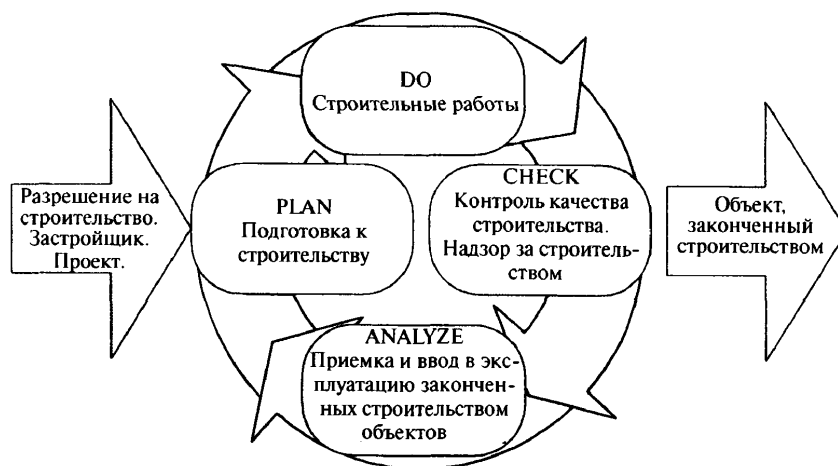 DO
Строительные работы
Разрешение на
строительство.
Застройщик.
Проект.
PLAN
Подготовка к
строительству
CHECK
Контроль качества
строительства.
Надзор за строитель-
ством
Объект,
законченный
строительством
ANALYZE
Приемка и ввод в экс-
плуатацию закончен-
ных строительством
объектов